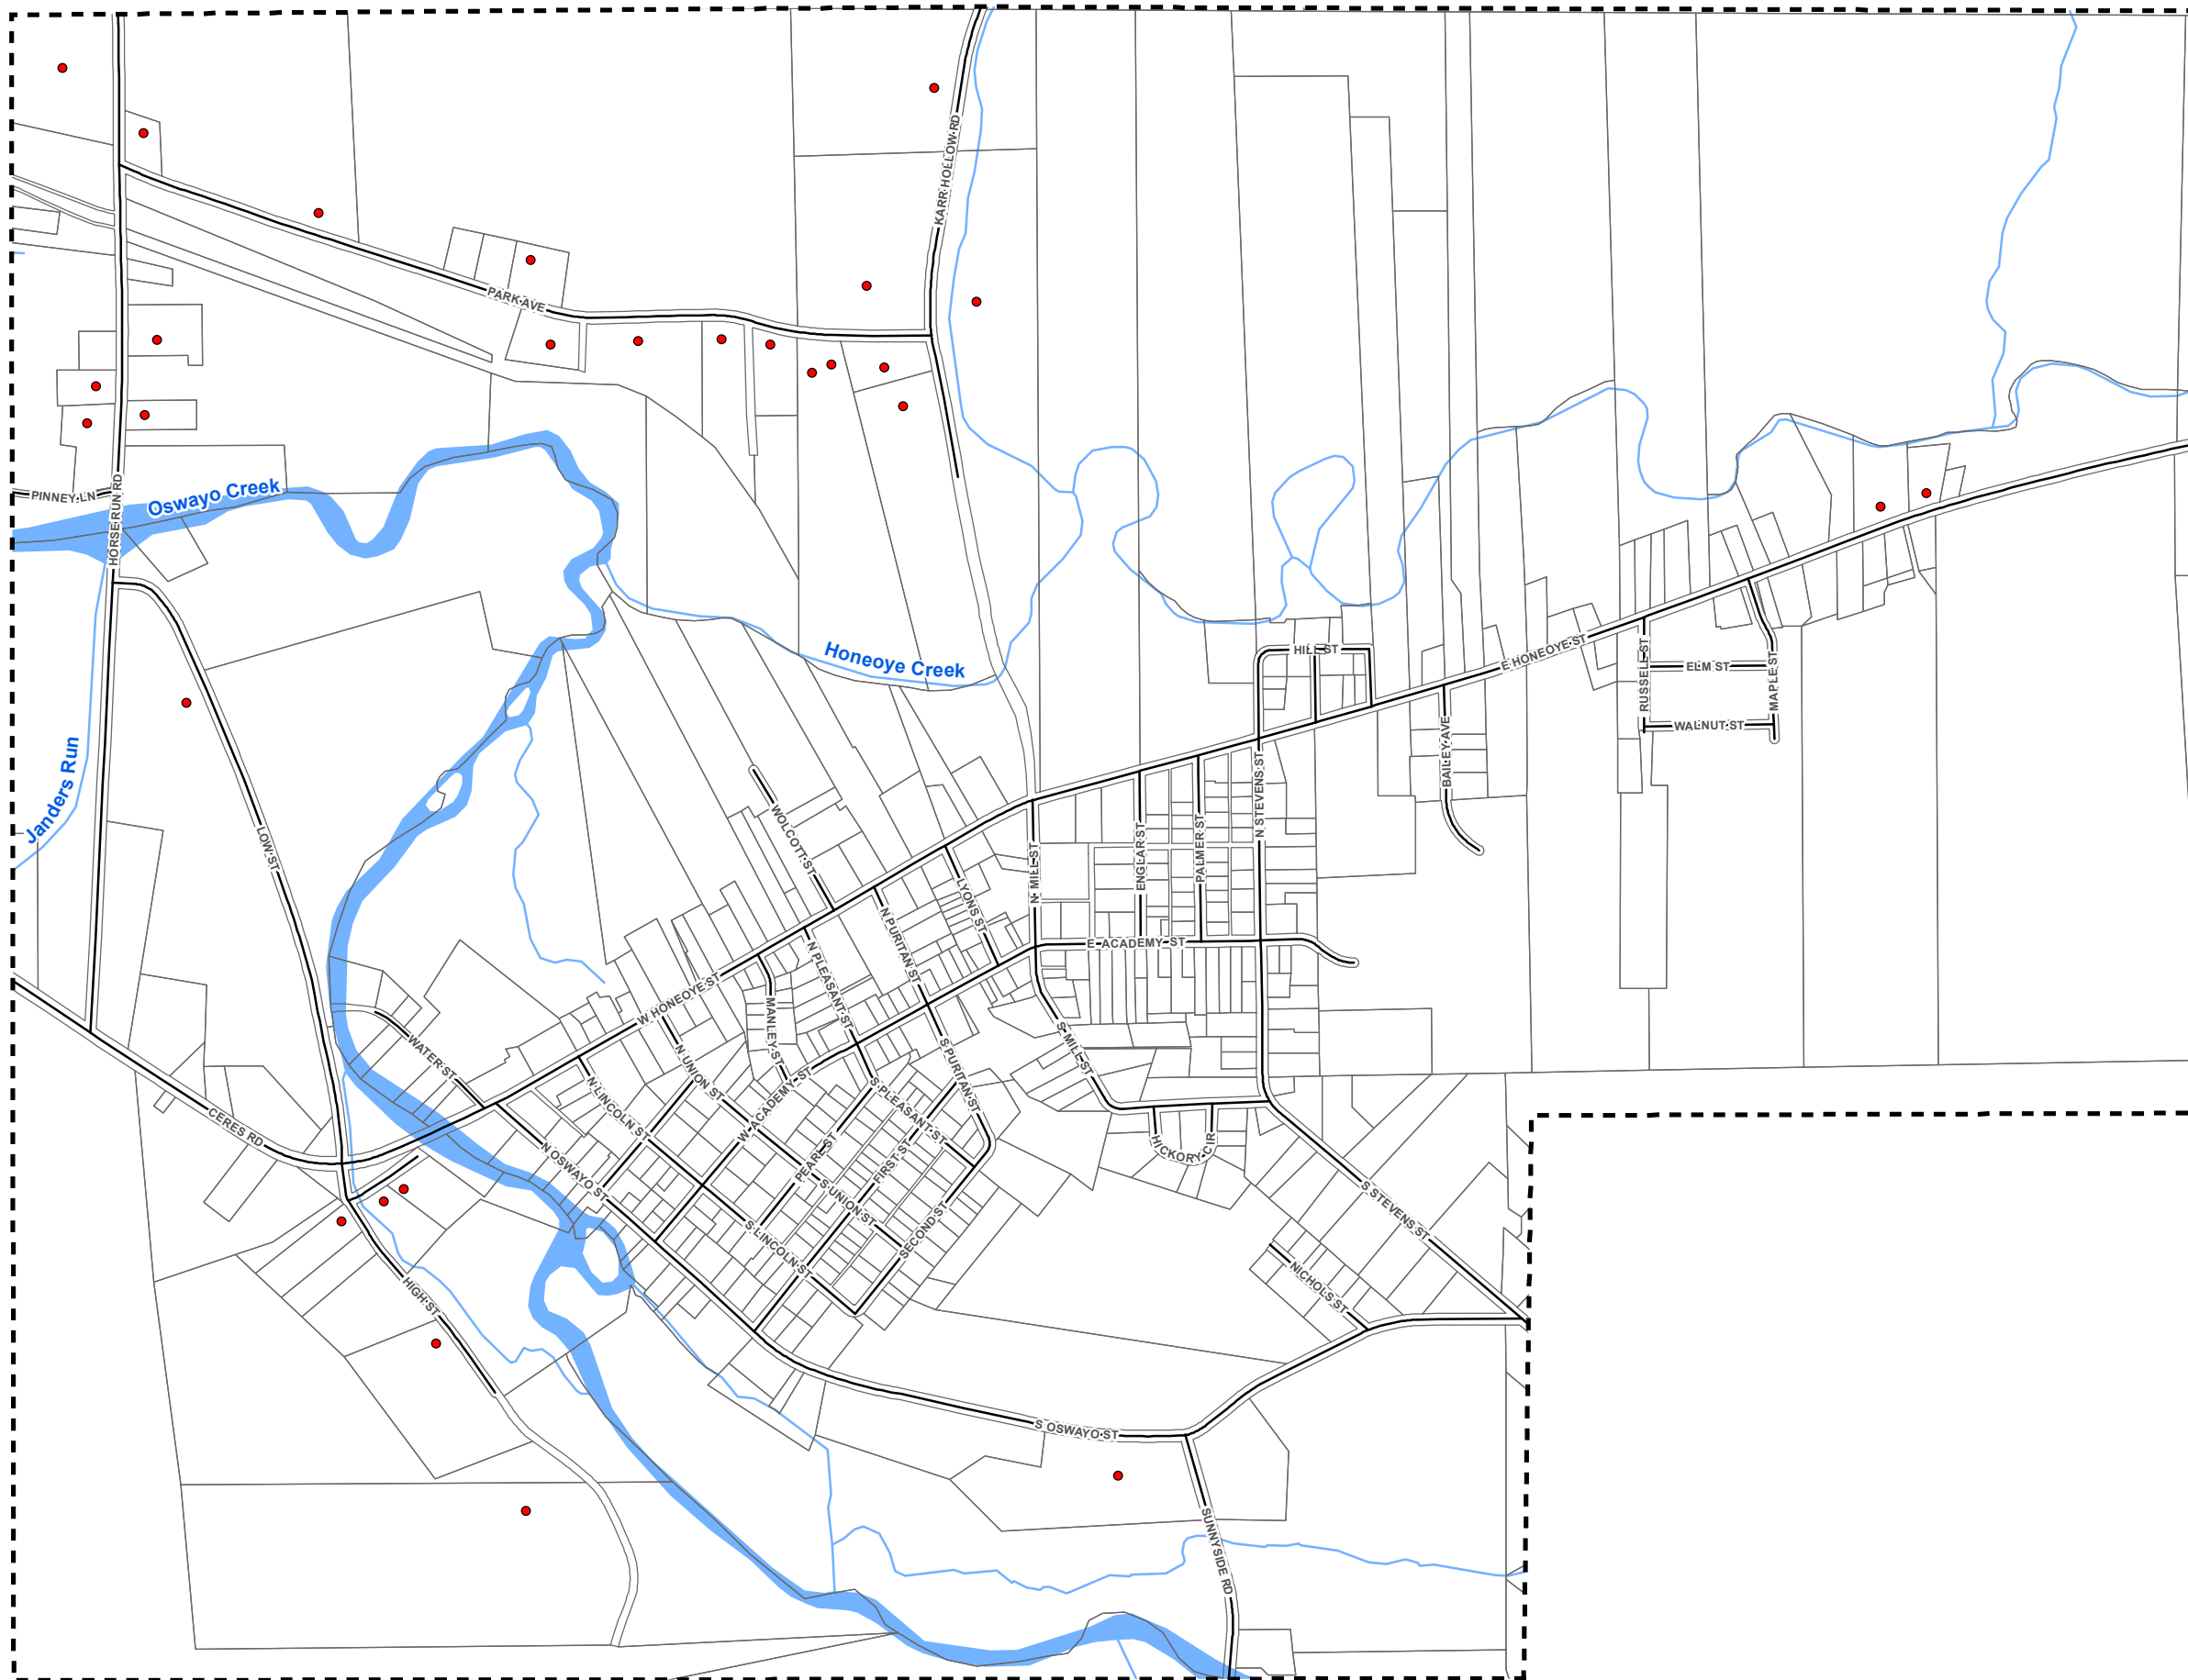 KARR HOLLOW RD
PARK AVE
PINNEY LN
HORSE RUN RD
Oswayo Creek
Honeoye Creek
HILL ST
E HONEOYE ST
RUSSELL ST
ELM ST
MAPLE ST
WALNUT ST
BAILEY AVE
Janders Run
LOW ST
WOLCOTT ST
N STEVENS ST
ENGLAR ST
PALMER ST
N MILL ST
LYONS ST
N PURITAN ST
N PLEASANT ST
E ACADEMY ST
W HONEOYE ST
MANLEY ST
WATER ST
S MILL ST
N UNION ST
S PURITAN ST
N LINCOLN ST
W ACADEMY ST
S PLEASANT ST
CERES RD
N OSWAYO ST
PEARL ST
FIRST ST
HICKORY CIR
S UNION ST
S LINCOLN ST
SECOND ST
S STEVENS ST
HIGH ST
NICHOLS ST
S OSWAYO ST
SUNNYSIDE RD